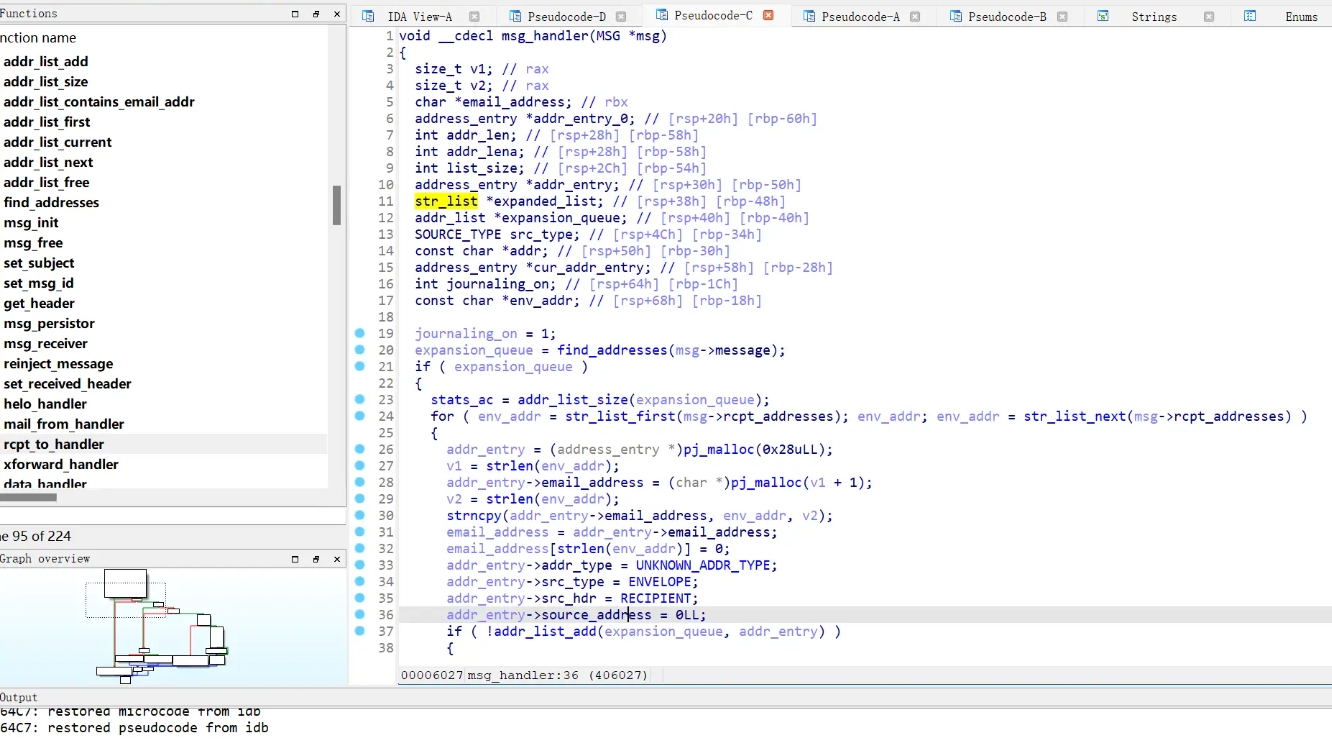 Functions
nction name
addr_list_add
addr_list_size
addr_list_contains_email_addr
addr_list_first
addr_list_current
addr_list_next
addr_list_free
find_addresses
msg_init
msg_free
set_subject
set_msg_id
get_header
msg_persistor
msg_receiver
reinject_message
set_received_header
helo_handler
mail_from_handler
rcpt_to_handler
xforward_handler
data_handler
ne 95 of 224
Graph overview
IDA View-A Pseudocode-D Pseudocode-C Pseudocode-A Pseudocode-B Strings Enums
1 void __cdecl msg_handler(MSG *msg)
2 {
3 size_t v1; // rax
4 size_t v2; // rax
5 char *email_address; // rbx
6 address_entry *addr_entry_0; // [rsp+20h] [rbp-60h]
7 int addr_len; // [rsp+28h] [rbp-58h]
8 int addr_lena; // [rsp+28h] [rbp-58h]
9 int list_size; // [rsp+2Ch] [rbp-54h]
10 address_entry *addr_entry; // [rsp+30h] [rbp-50h]
11 str_list *expanded_list; // [rsp+38h] [rbp-48h]
12 addr_list *expansion_queue; // [rsp+40h] [rbp-40h]
13 SOURCE_TYPE src_type; // [rsp+4Ch] [rbp-34h]
14 const char *addr; // [rsp+50h] [rbp-30h]
15 address_entry *cur_addr_entry; // [rsp+58h] [rbp-28h]
16 int journaling_on; // [rsp+64h] [rbp-1Ch]
17 const char *env_addr; // [rsp+68h] [rbp-18h]
18
19 journaling_on = 1;
20 expansion_queue = find_addresses(msg->message);
21 if ( expansion_queue )
22 {
23 stats_ac = addr_list_size(expansion_queue);
24 for ( env_addr = str_list_first(msg->rcpt_addresses); env_addr; env_addr = str_list_next(msg->rcpt_addresses) )
25 {
26 addr_entry = (address_entry *)pj_malloc(0x28uLL);
27 v1 = strlen(env_addr);
28 addr_entry->email_address = (char *)pj_malloc(v1 + 1);
29 v2 = strlen(env_addr);
30 strncpy(addr_entry->email_address, env_addr, v2);
31 email_address = addr_entry->email_address;
32 email_address[strlen(env_addr)] = 0;
33 addr_entry->addr_type = UNKNOWN_ADDR_TYPE;
34 addr_entry->src_type = ENVELOPE;
35 addr_entry->src_hdr = RECIPIENT;
36 addr_entry->source_address = 0LL;
37 if ( !addr_list_add(expansion_queue, addr_entry) )
38 {
00006027 msg_handler:36 (406027)
Output
64C7: restored microcode from idb
64C7: restored pseudocode from idb